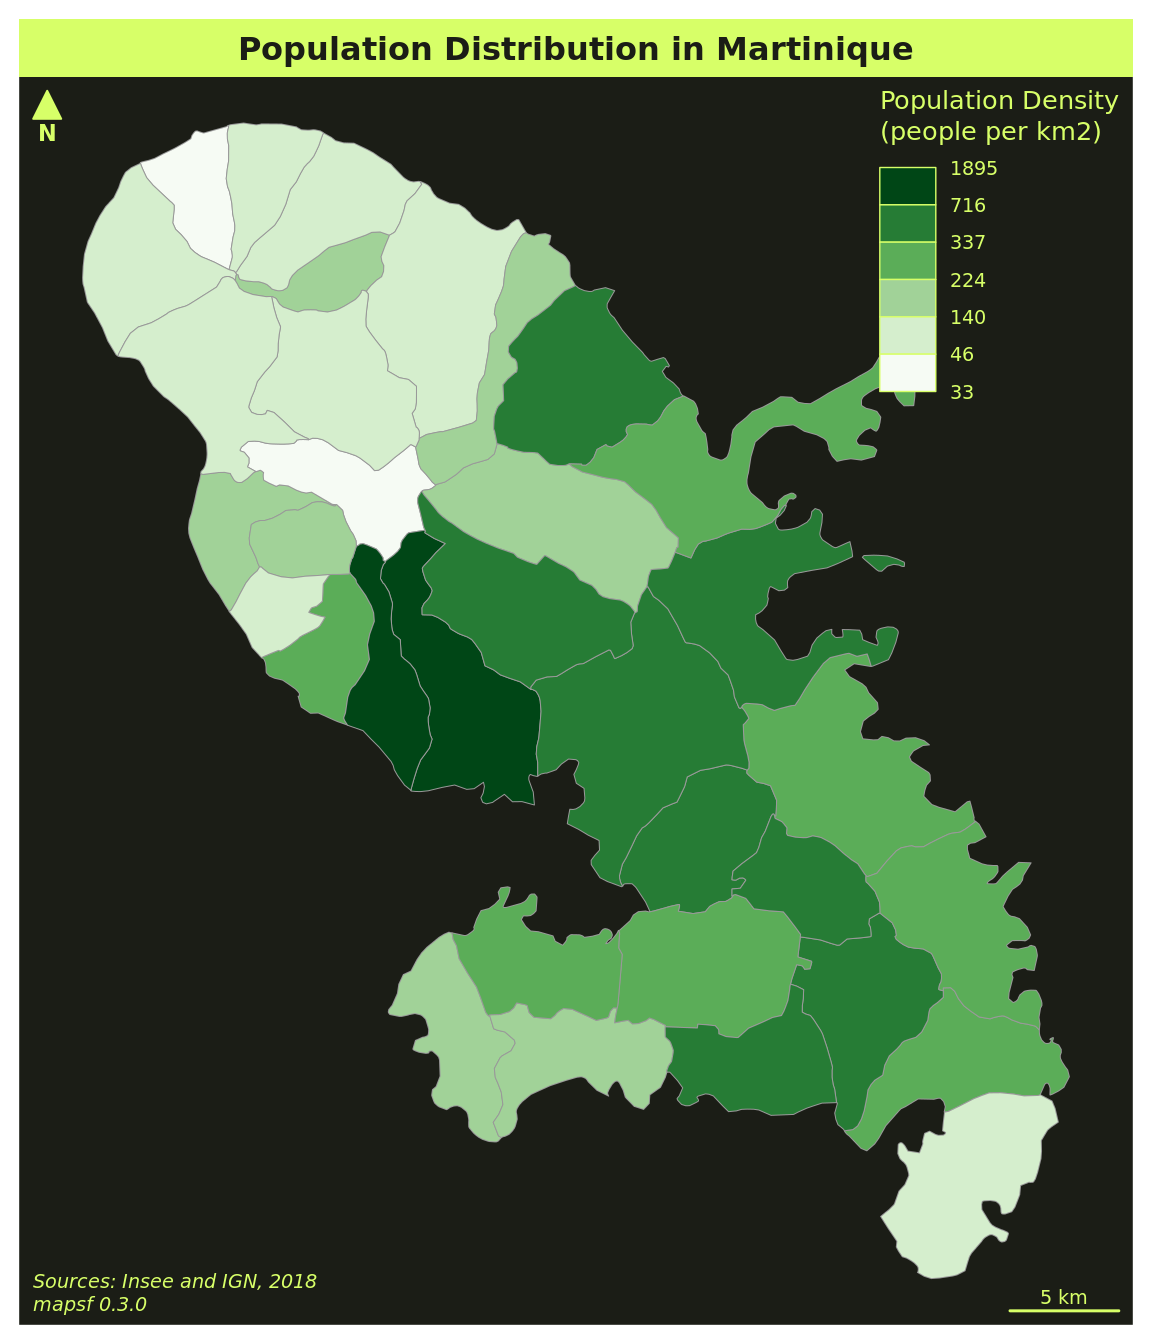 Population Distribution in Martinique
N
Population Density
(people per km2)
1895
716
337
224
140
46
33
Sources: Insee and IGN, 2018
mapsf 0.3.0
5 km